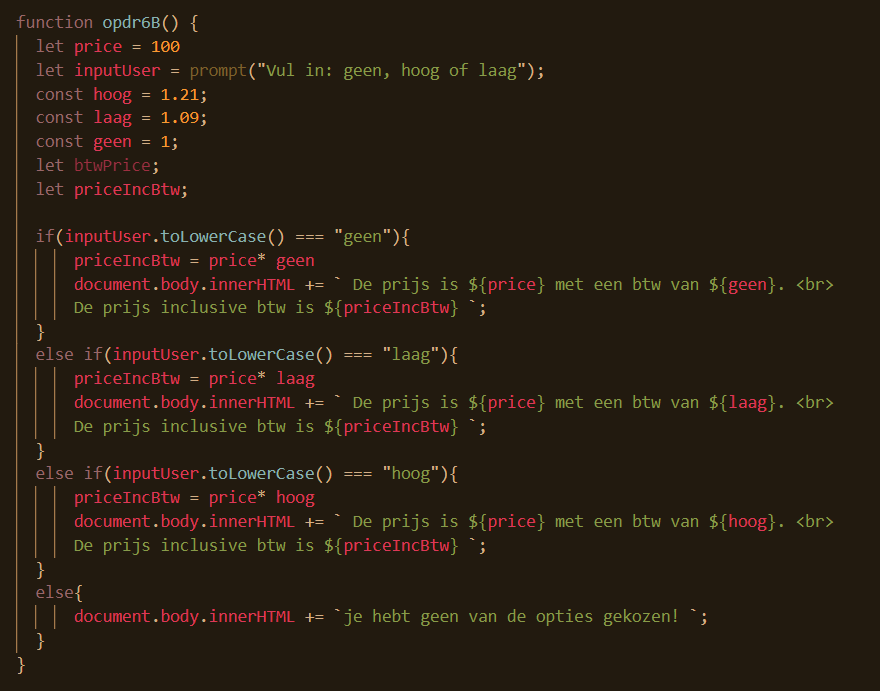 function opdr6B() {
let price = 100
let inputUser = prompt("Vul in: geen, hoog of laag");
const hoog = 1.21;
const laag = 1.09;
const geen = 1;
let btwPrice;
let priceIncBtw;
if(inputUser.toLowerCase() === "geen"){
priceIncBtw = price* geen
document.body.innerHTML += ` De prijs is ${price} met een btw van ${geen}. <br>
De prijs inclusive btw is ${priceIncBtw} `;
}
else if(inputUser.toLowerCase() === "laag"){
priceIncBtw = price* laag
document.body.innerHTML += ` De prijs is ${price} met een btw van ${laag}. <br>
De prijs inclusive btw is ${priceIncBtw} `;
}
else if(inputUser.toLowerCase() === "hoog"){
priceIncBtw = price* hoog
document.body.innerHTML += ` De prijs is ${price} met een btw van ${hoog}. <br>
De prijs inclusive btw is ${priceIncBtw} `;
}
else{
document.body.innerHTML += `je hebt geen van de opties gekozen! `;
}
}